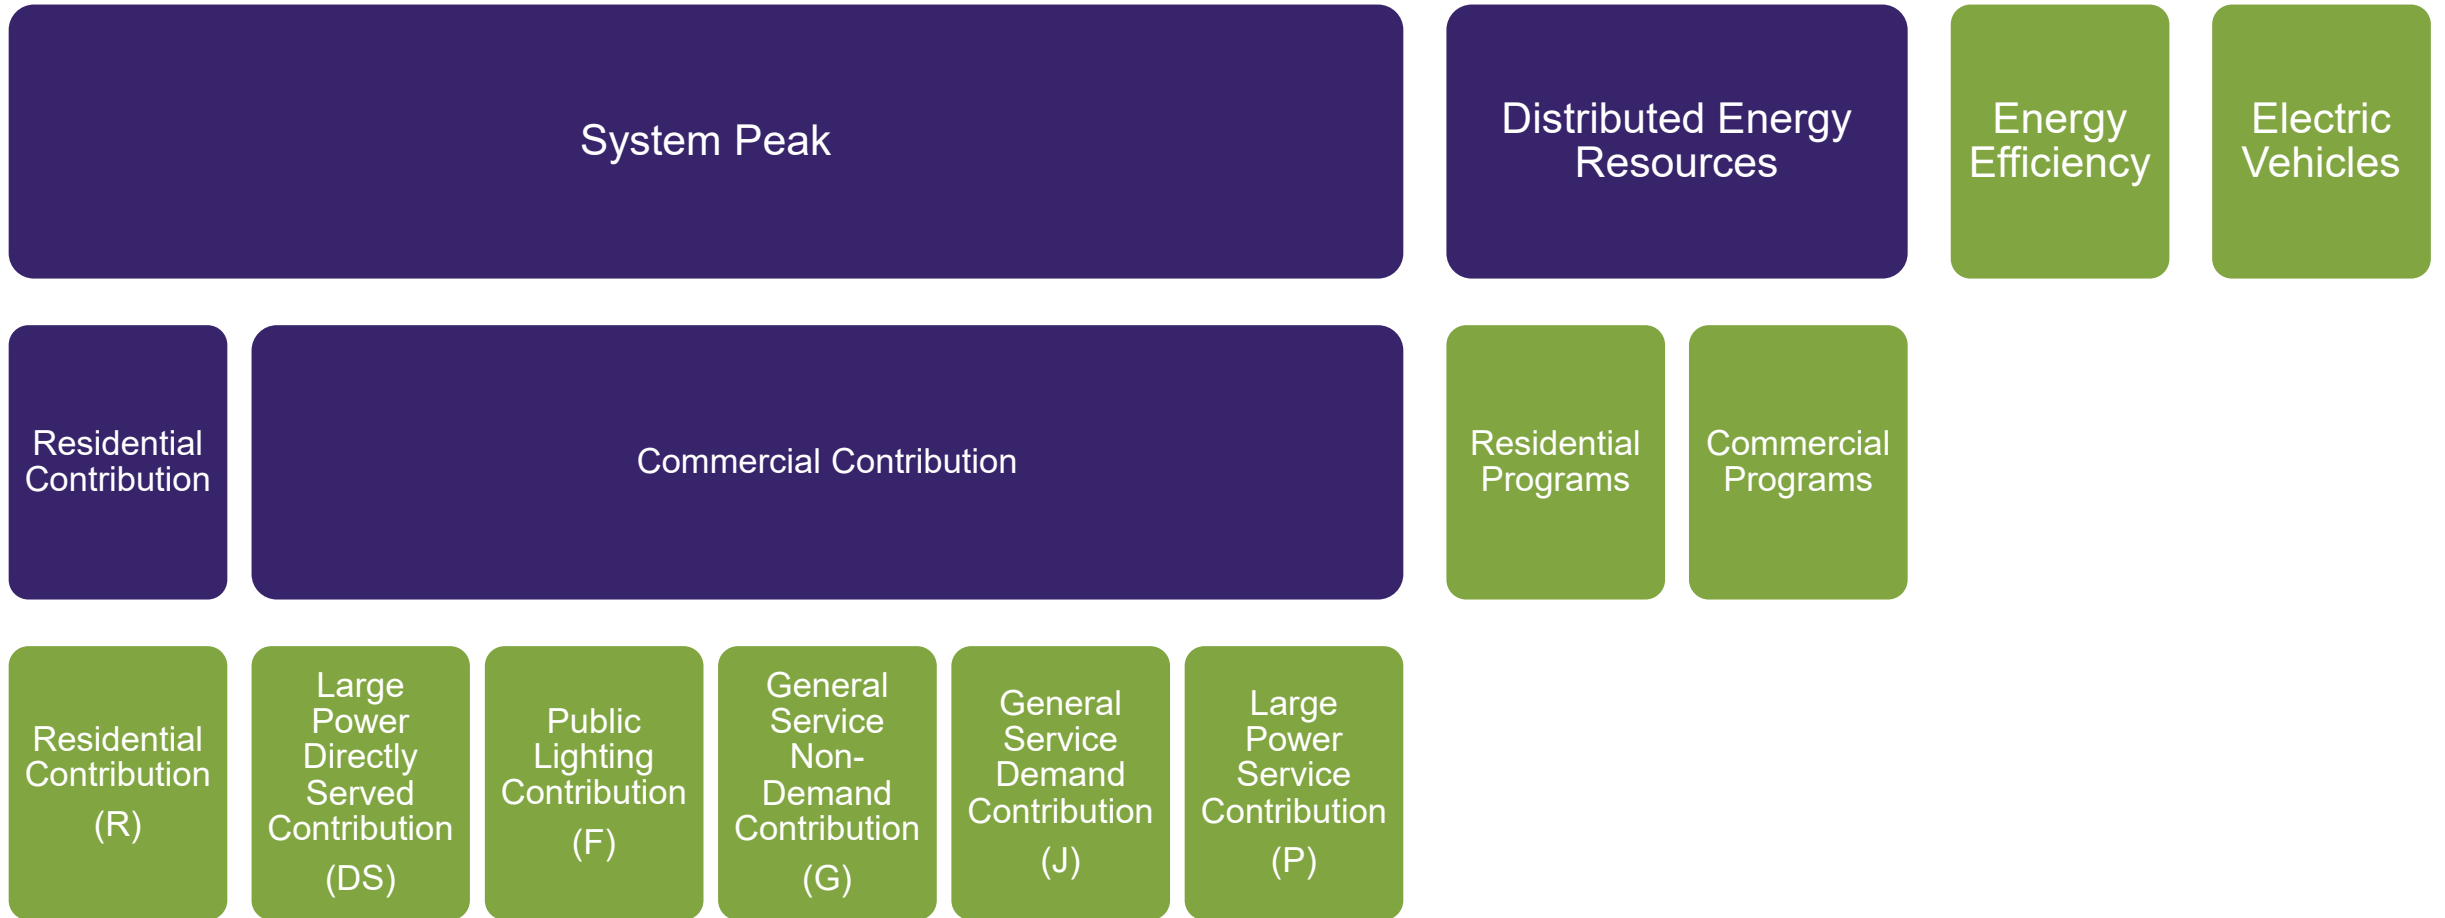 System Peak
Distributed Energy
Resources
Energy
Efficiency
Electric
Vehicles
Residential
Contribution
Commercial Contribution
Residential
Programs
Commercial
Programs
Residential
Contribution
(R)
Large
Power
Directly
Served
Contribution
(DS)
Public
Lighting
Contribution
(F)
General
Service
Non-
Demand
Contribution
(G)
General
Service
Demand
Contribution
(J)
Large
Power
Service
Contribution
(P)